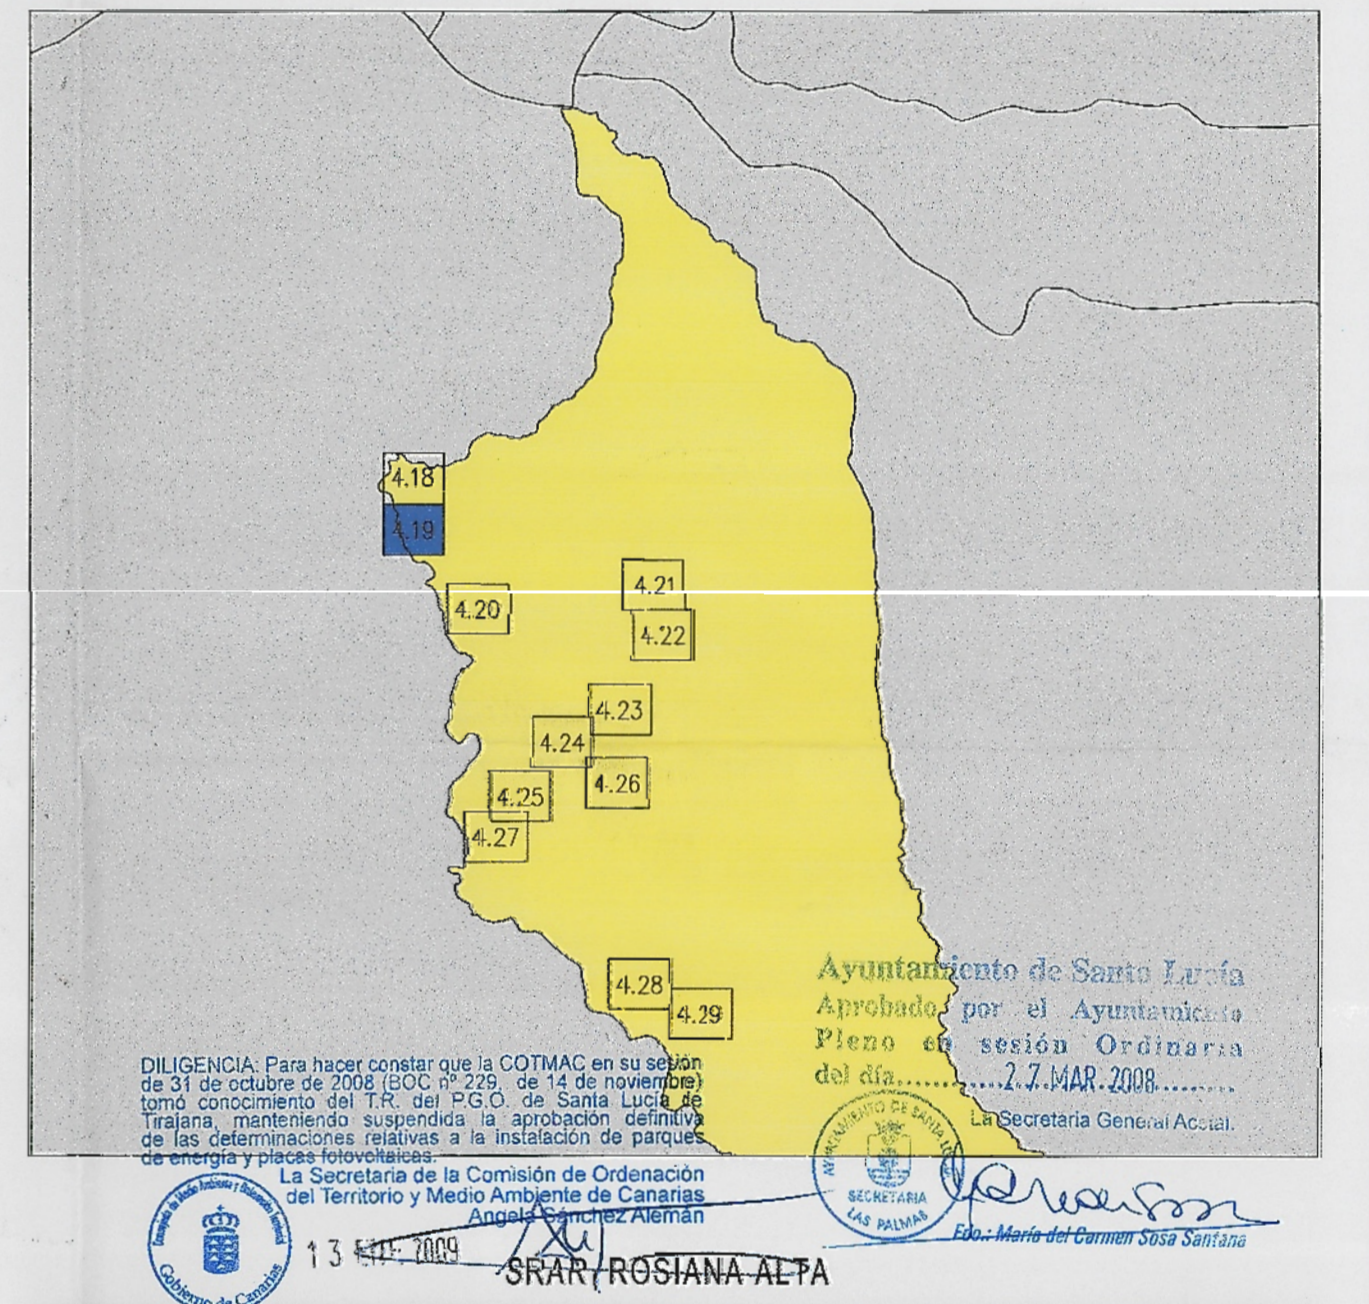 4.18
4.19
4.20
4.21
4.22
4.23
4.24
4.25
4.26
4.27
4.28
4.29
Ayuntamiento de Santa Lucía
Aprobado por el Ayuntamiento
Pleno en sesión Ordinaria
del día..........27 MAR. 2008..........
La Secretaria General Acctal.
AYUNTAMIENTO DE SANTA LUCIA
SECRETARIA
LAS PALMAS
Fdo.: María del Carmen Sosa Santana
DILIGENCIA: Para hacer constar que la COTMAC en su sesión
de 31 de octubre de 2008 (BOC nº 229, de 14 de noviembre)
tomó conocimiento del T.R. del P.G.O. de Santa Lucía de
Tirajana, manteniendo suspendida la aprobación definitiva
de las determinaciones relativas a la instalación de parques
de energía y placas fotovoltaicas.
La Secretaria de la Comisión de Ordenación
del Territorio y Medio Ambiente de Canarias
Angela Sánchez Alemán
Gobierno de Canarias
13 ENE. 2009
SRAR ROSIANA ALTA